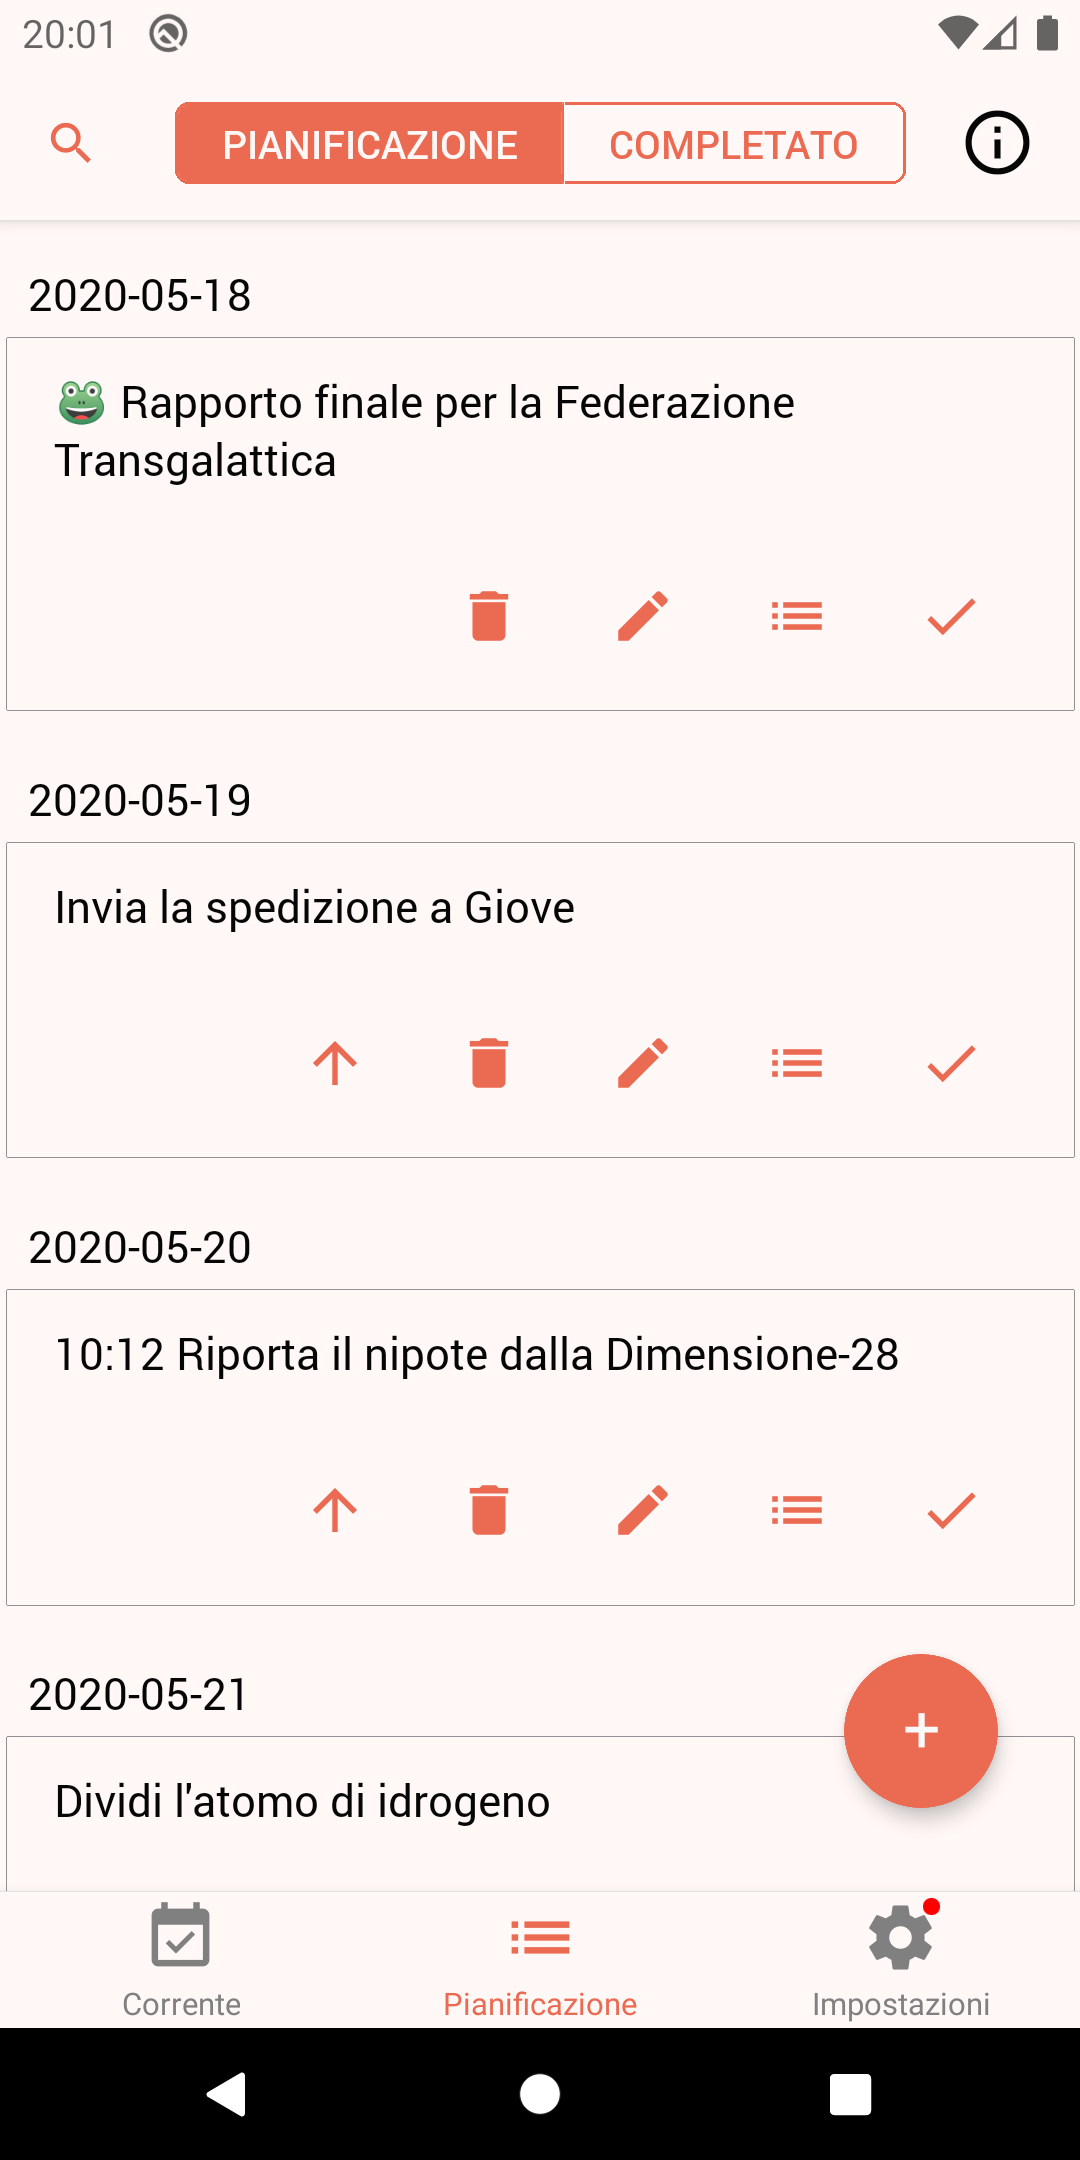 20:01
PIANIFICAZIONE COMPLETATO
2020-05-18
🐸 Rapporto finale per la Federazione
Transgalattica
2020-05-19
Invia la spedizione a Giove
2020-05-20
10:12 Riporta il nipote dalla Dimensione-28
2020-05-21
Dividi l'atomo di idrogeno
Corrente Pianificazione Impostazioni